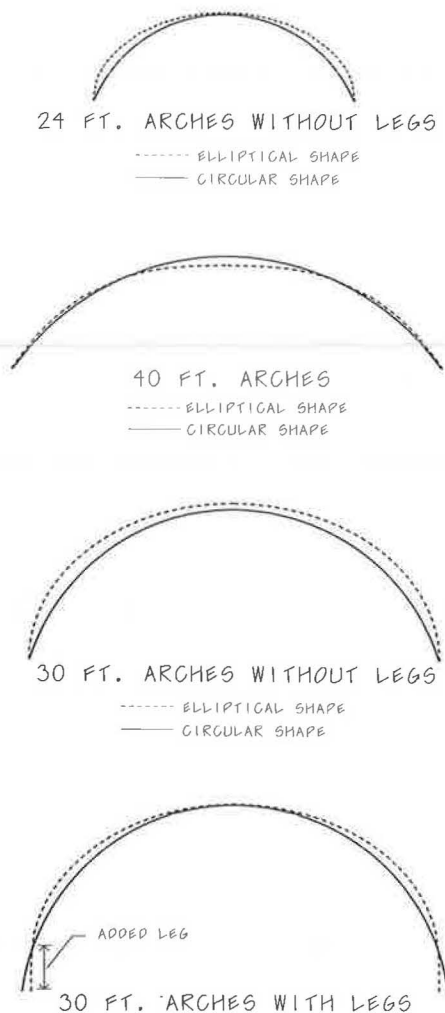 24 FT. ARCHES WITHOUT LEGS
ELLIPTICAL SHAPE
CIRCULAR SHAPE
40 FT. ARCHES
ELLIPTICAL SHAPE
CIRCULAR SHAPE
30 FT. ARCHES WITHOUT LEGS
ELLIPTICAL SHAPE
CIRCULAR SHAPE
ADDED LEG
30 FT. ARCHES WITH LEGS